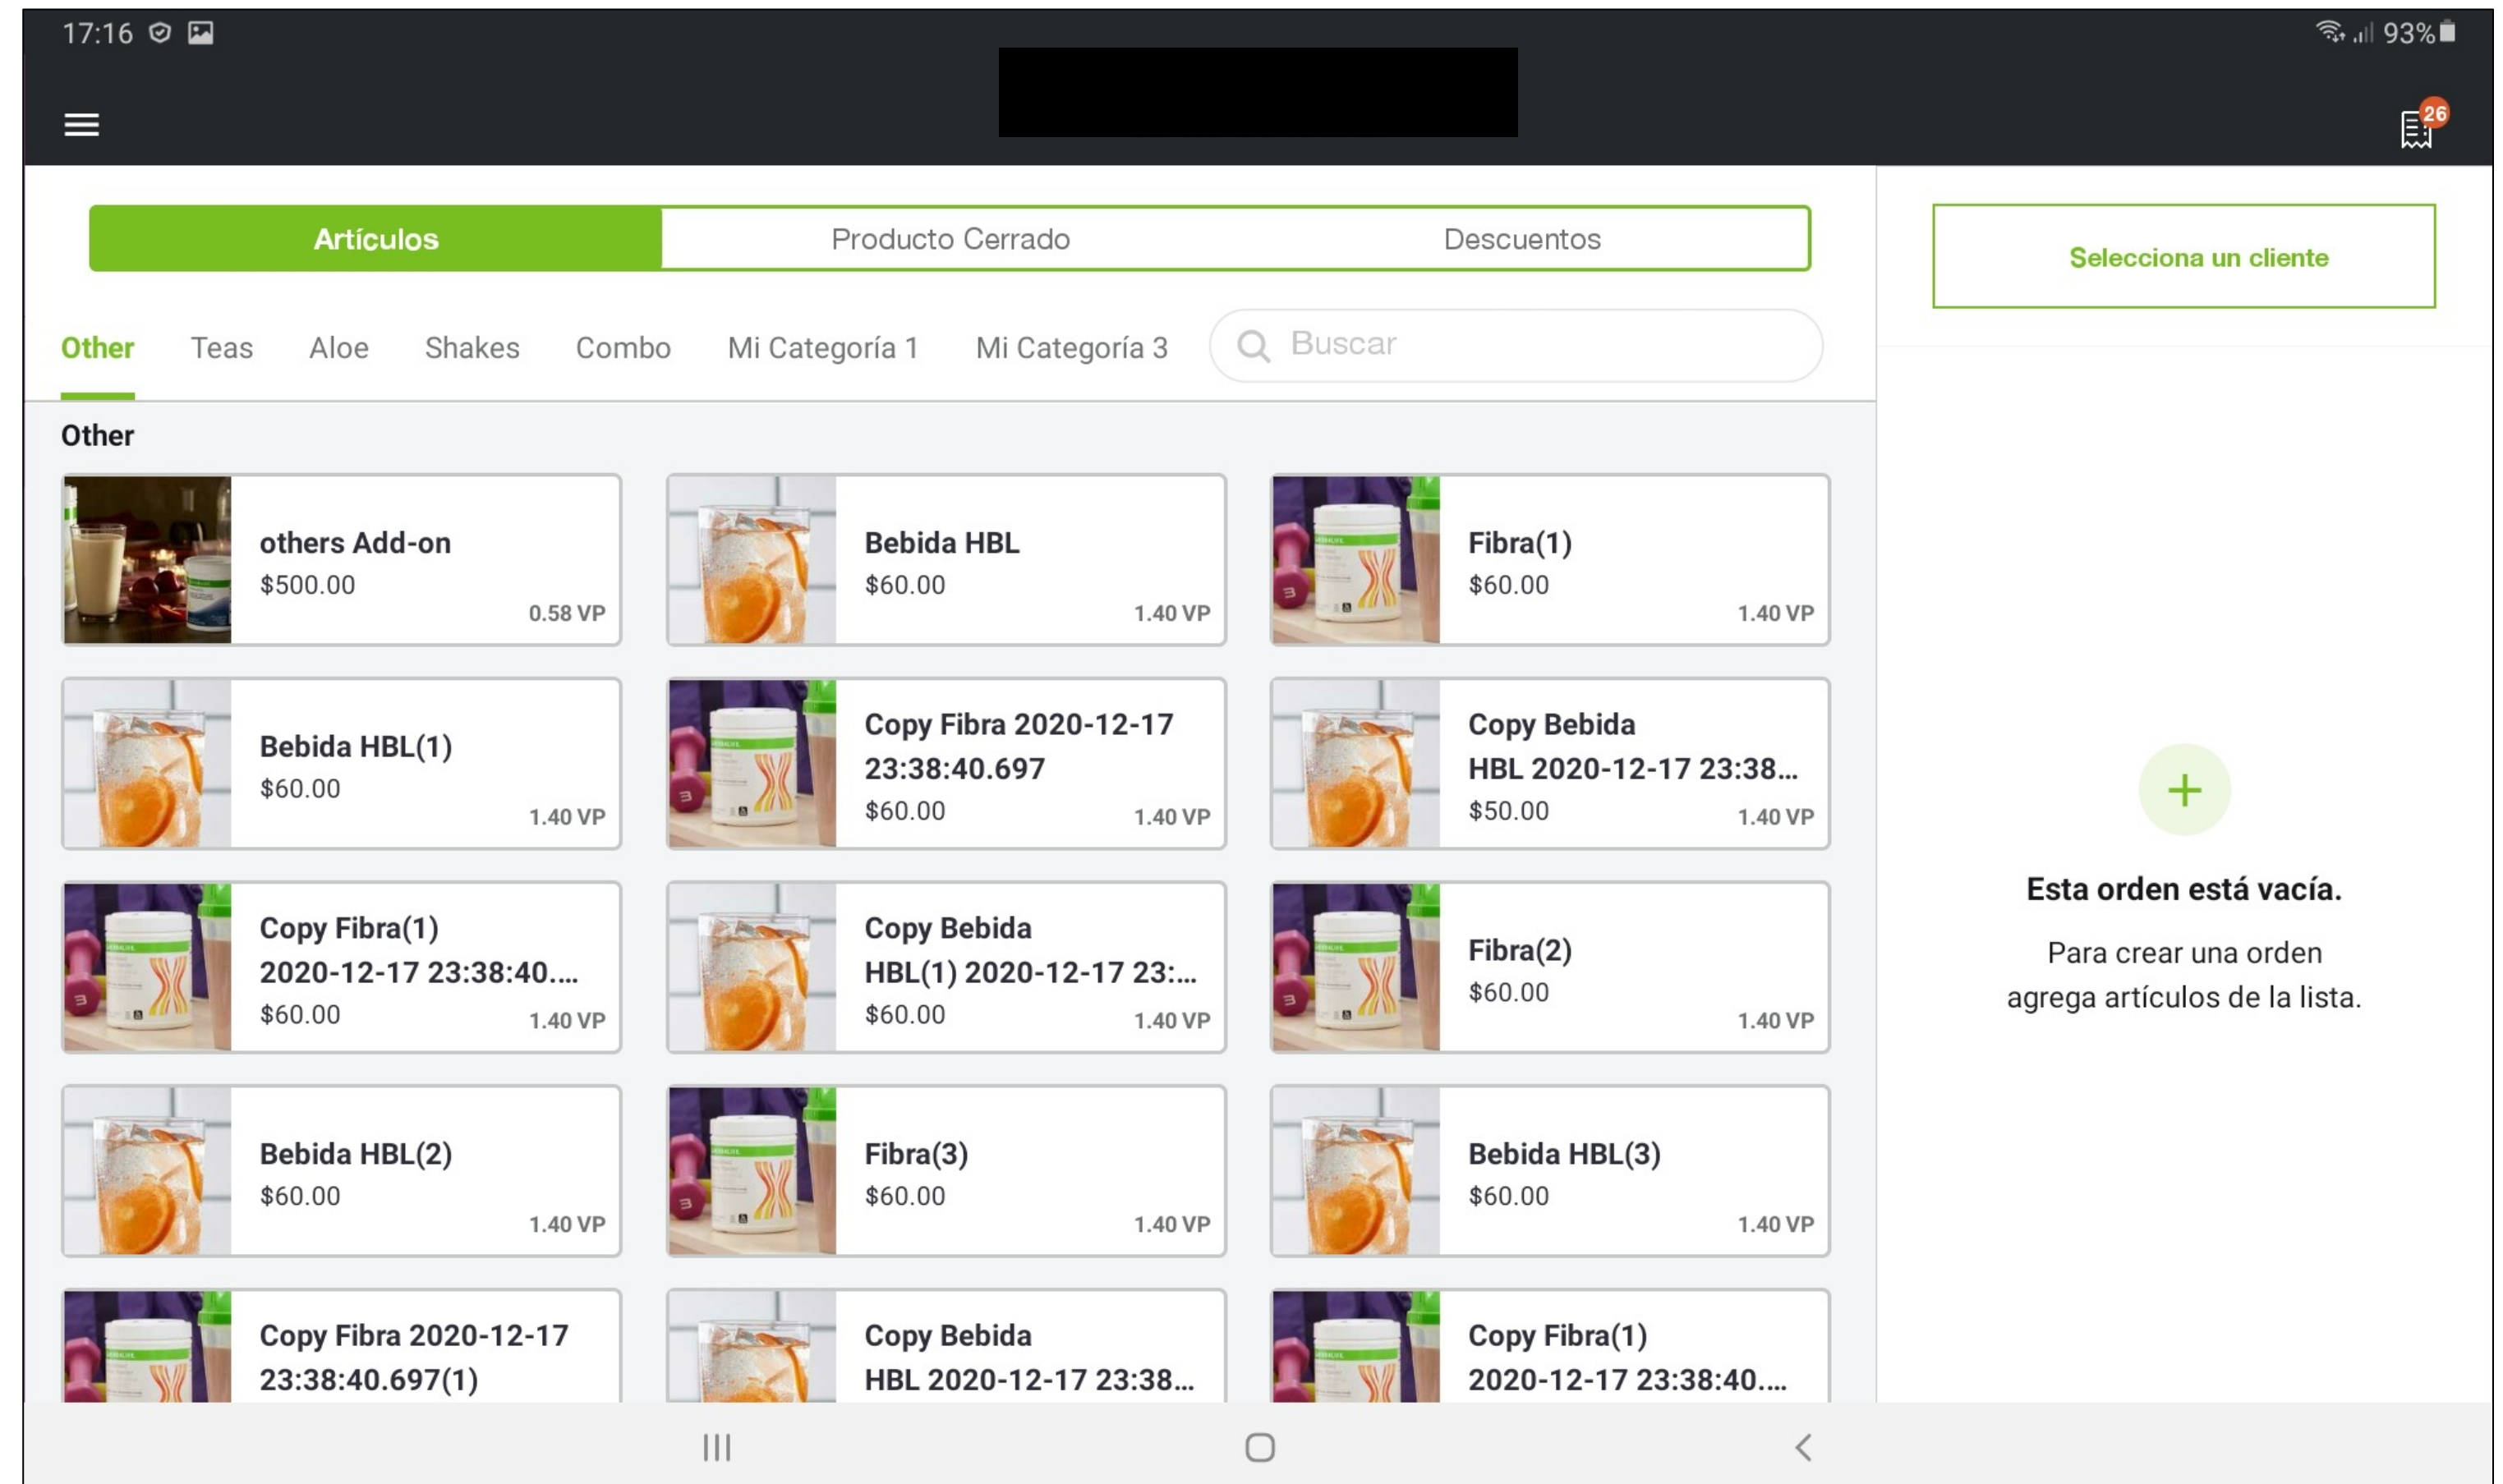 17:16
93%
26
Artículos
Producto Cerrado
Descuentos
Selecciona un cliente
Other
Teas
Aloe
Shakes
Combo
Mi Categoría 1
Mi Categoría 3
Buscar
Other
others Add-on
$500.00
0.58 VP
Bebida HBL
$60.00
1.40 VP
Fibra(1)
$60.00
1.40 VP
Bebida HBL(1)
$60.00
1.40 VP
Copy Fibra 2020-12-17
23:38:40.697
$60.00
1.40 VP
Copy Bebida
HBL 2020-12-17 23:38...
$50.00
1.40 VP
Copy Fibra(1)
2020-12-17 23:38:40....
$60.00
1.40 VP
Copy Bebida
HBL(1) 2020-12-17 23:...
$60.00
1.40 VP
Fibra(2)
$60.00
1.40 VP
Bebida HBL(2)
$60.00
1.40 VP
Fibra(3)
$60.00
1.40 VP
Bebida HBL(3)
$60.00
1.40 VP
Copy Fibra 2020-12-17
23:38:40.697(1)
Copy Bebida
HBL 2020-12-17 23:38...
Copy Fibra(1)
2020-12-17 23:38:40....
Esta orden está vacía.
Para crear una orden
agrega artículos de la lista.